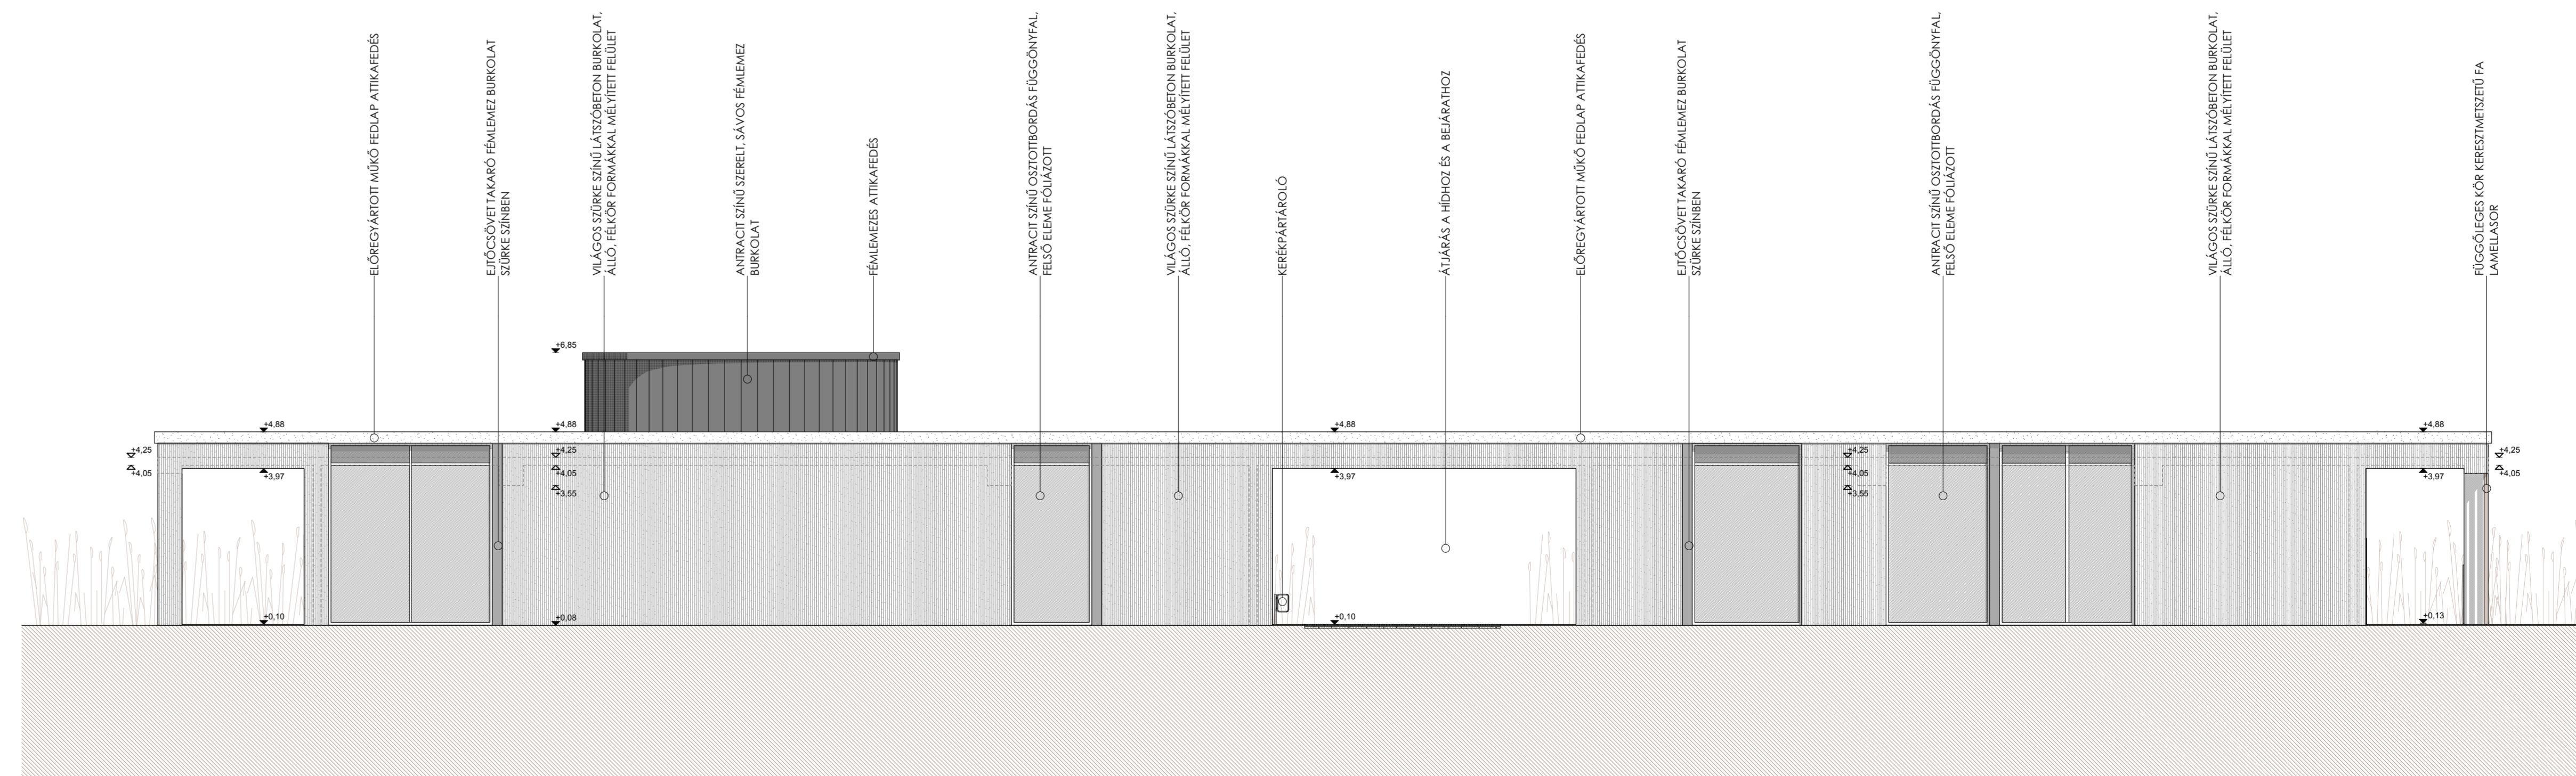 ELŐREGYÁRTOTT MŰKŐ FEDLAP ATTIKAFEDÉS
EJTŐCSÖVET TAKARÓ FÉMLEMEZ BURKOLAT
SZÜRKE SZÍNBEN
VILÁGOS SZÜRKE SZÍNŰ LÁTSZÓBETON BURKOLAT,
ÁLLÓ, FÉLKÖR FORMÁKKAL MÉLYÍTETT FELÜLET
ANTRACIT SZÍNŰ SZERELT, SÁVOS FÉMLEMEZ
BURKOLAT
FÉMLEMEZES ATTIKAFEDÉS
ANTRACIT SZÍNŰ OSZTOTTBORDÁS FÜGGÖNYFAL,
FELSŐ ELEME FÓLIÁZOTT
VILÁGOS SZÜRKE SZÍNŰ LÁTSZÓBETON BURKOLAT,
ÁLLÓ, FÉLKÖR FORMÁKKAL MÉLYÍTETT FELÜLET
KERÉKPÁRTÁROLÓ
ÁTJÁRÁS A HÍDHOZ ÉS A BEJÁRATHOZ
ELŐREGYÁRTOTT MŰKŐ FEDLAP ATTIKAFEDÉS
EJTŐCSÖVET TAKARÓ FÉMLEMEZ BURKOLAT
SZÜRKE SZÍNBEN
ANTRACIT SZÍNŰ OSZTOTTBORDÁS FÜGGÖNYFAL,
FELSŐ ELEME FÓLIÁZOTT
VILÁGOS SZÜRKE SZÍNŰ LÁTSZÓBETON BURKOLAT,
ÁLLÓ, FÉLKÖR FORMÁKKAL MÉLYÍTETT FELÜLET
FÜGGŐLEGES KÖR KERESZTMETSZETŰ FA
LAMELLASOR
+6,85
+4,88
+4,88
+4,88
+4,88
+4,25
+4,25
+4,25
+4,25
+4,05
+4,05
+4,05
+4,05
+3,97
+3,97
+3,97
+3,55
+3,55
+0,10
+0,08
+0,10
+0,13